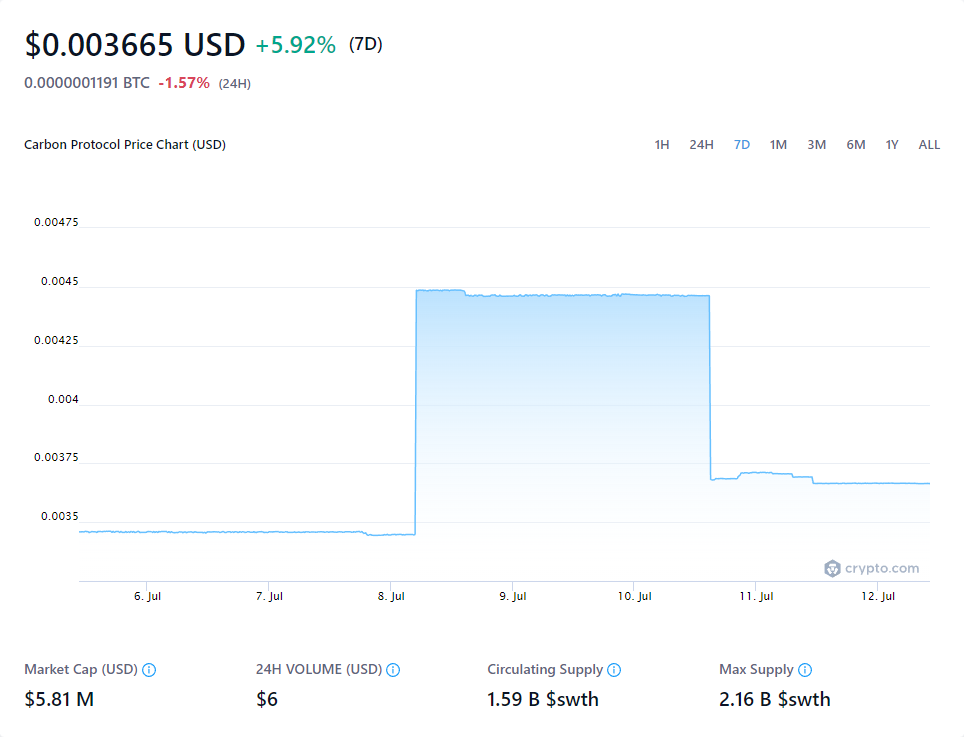 $0.003665 USD +5.92% (7D)
0.0000001191 BTC -1.57% (24H)
Carbon Protocol Price Chart (USD) 1H 24H 7D 1M 3M 6M 1Y ALL
0.00475
0.0045
0.00425
0.004
0.00375
0.0035
crypto.com
6. Jul 7. Jul 8. Jul 9. Jul 10. Jul 11. Jul 12. Jul
Market Cap (USD) 24H VOLUME (USD) Circulating Supply Max Supply
$5.81 M $6 1.59 B $swth 2.16 B $swth